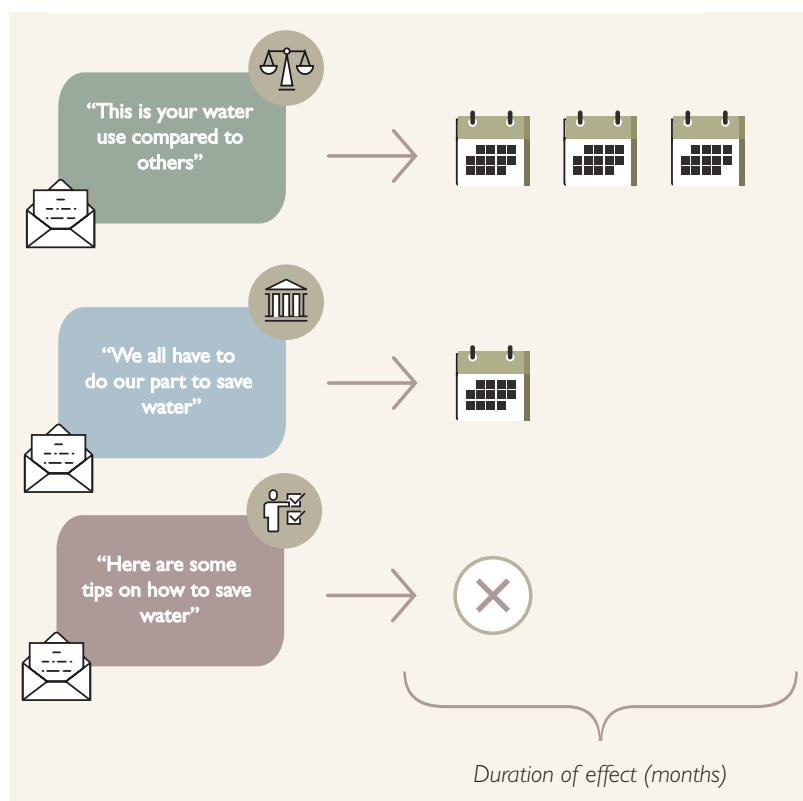 “This is your water
use compared to
others”
“We all have to
do our part to save
water”
“Here are some
tips on how to save
water”
Duration of effect (months)